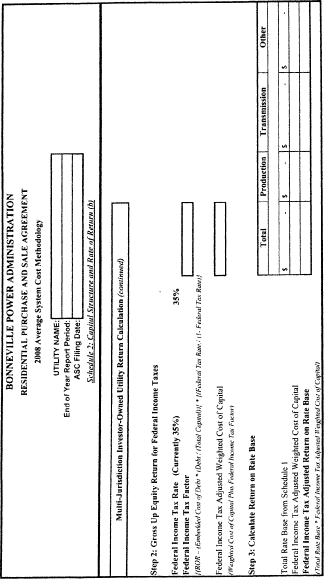 BONNEVILLE POWER ADMINISTRATION
RESIDENTIAL PURCHASE AND SALE AGREEMENT
2008 Average System Cost Methodology
UTILITY NAME:
End of Year Report Period:
ASC Filing Date:
Schedule 2: Capital Structure and Rate of Return (b)
Multi-Jurisdiction Investor-Owned Utility Return Calculation (continued)
Step 2: Gross Up Equity Return for Federal Income Taxes
Federal Income Tax Rate (Currently 35%) 35%
Federal Income Tax Factor
{[ROR - (Embedded Cost of Debt * (Debt / (Total Capital))] * [(Federal Tax Rate / (1- Federal Tax Rate)]}
Federal Income Tax Adjusted Weighted Cost of Capital
(Weighted Cost of Capital Plus Federal Income Tax Factor)
Step 3: Calculate Return on Rate Base
Total Production Transmission Other
Total Rate Base from Schedule 1 $ - $ - $ - $ -
Federal Income Tax Adjusted Weighted Cost of Capital
Federal Income Tax Adjusted Return on Rate Base
(Total Rate Base * Federal Income Tax Adjusted Weighted Cost of Capital)